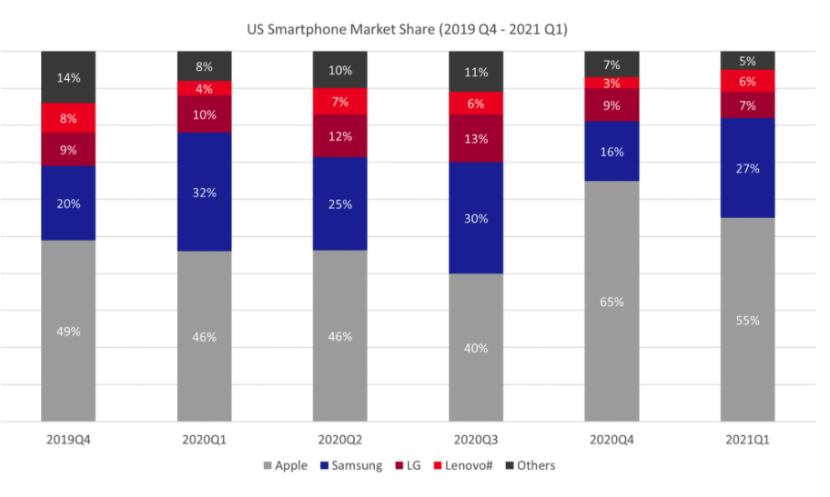 US Smartphone Market Share (2019 Q4 - 2021 Q1)
14% 8% 10% 11% 7% 5%
8% 4% 7% 6% 3% 6%
9% 10% 12% 13% 9% 7%
20% 32% 25% 30% 16% 27%
49% 46% 46% 40% 65% 55%
2019Q4 2020Q1 2020Q2 2020Q3 2020Q4 2021Q1
Apple Samsung LG Lenovo# Others